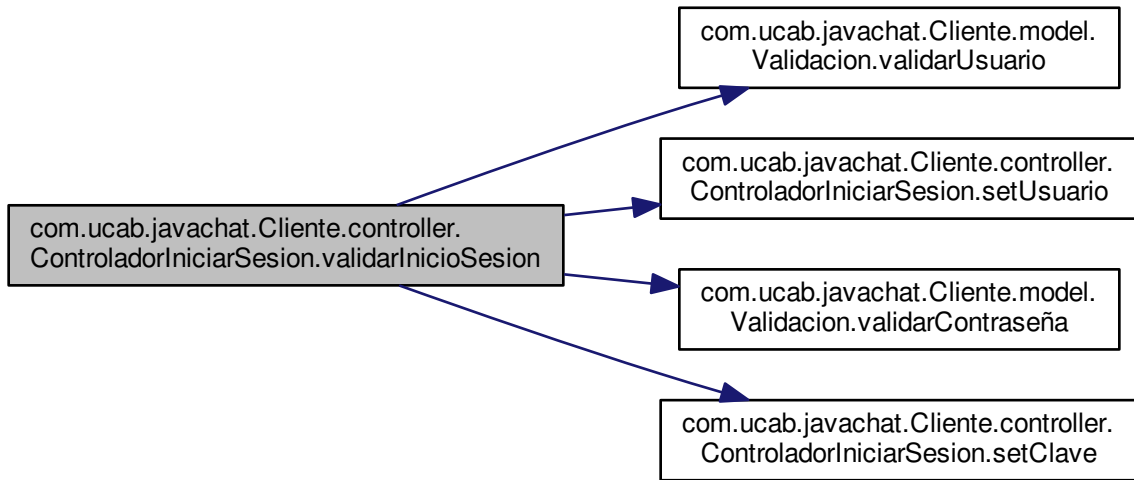 com.ucab.javachat.Cliente.model.
Validacion.validarUsuario
com.ucab.javachat.Cliente.controller.
ControladorIniciarSesion.setUsuario
com.ucab.javachat.Cliente.controller.
ControladorIniciarSesion.validarInicioSesion
com.ucab.javachat.Cliente.model.
Validacion.validarContraseña
com.ucab.javachat.Cliente.controller.
ControladorIniciarSesion.setClave